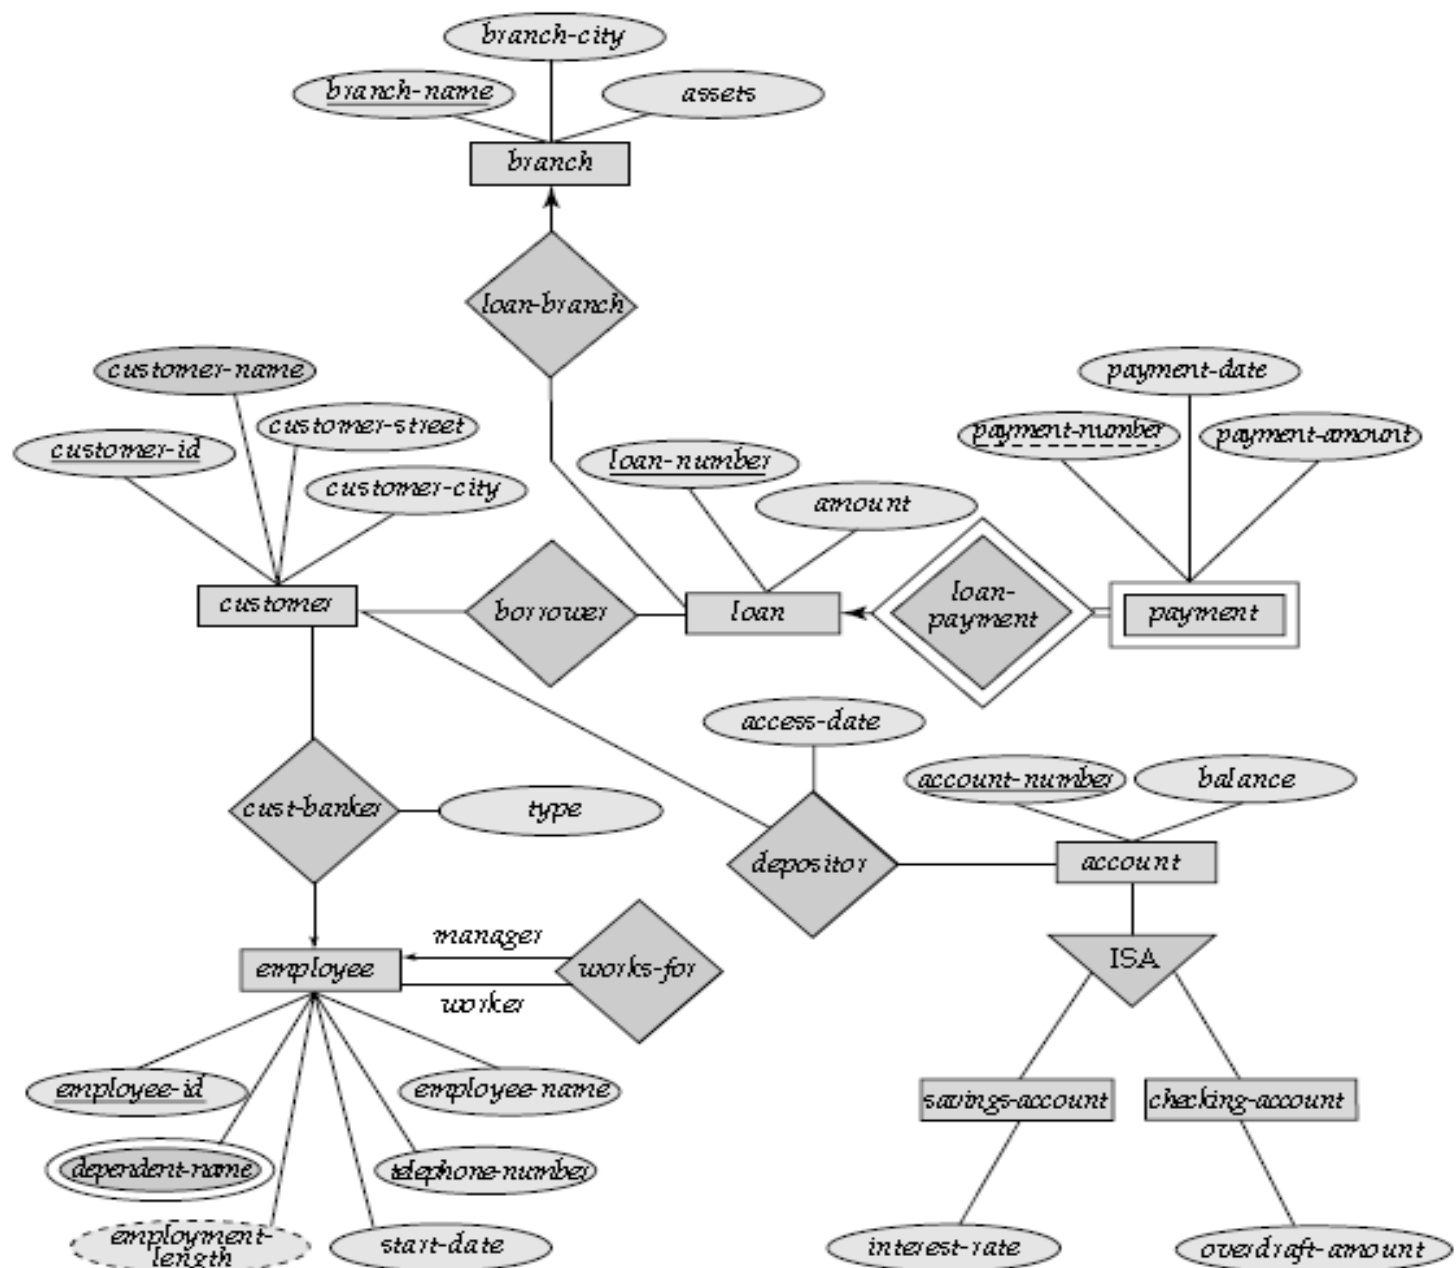 branch-city
branch-name
assets
branch
loan-branch
customer-name
customer-street
customer-id
customer-city
loan-number
amount
payment-date
payment-number
payment-amount
customer
borrower
loan
loan-
payment
payment
access-date
account-number
balance
cust-banker
type
depositor
account
manager
employee
works-for
worker
ISA
employee-id
employee-name
savings-account
checking-account
dependent-name
telephone-number
employment-
length
start-date
interest-rate
overdraft-amount